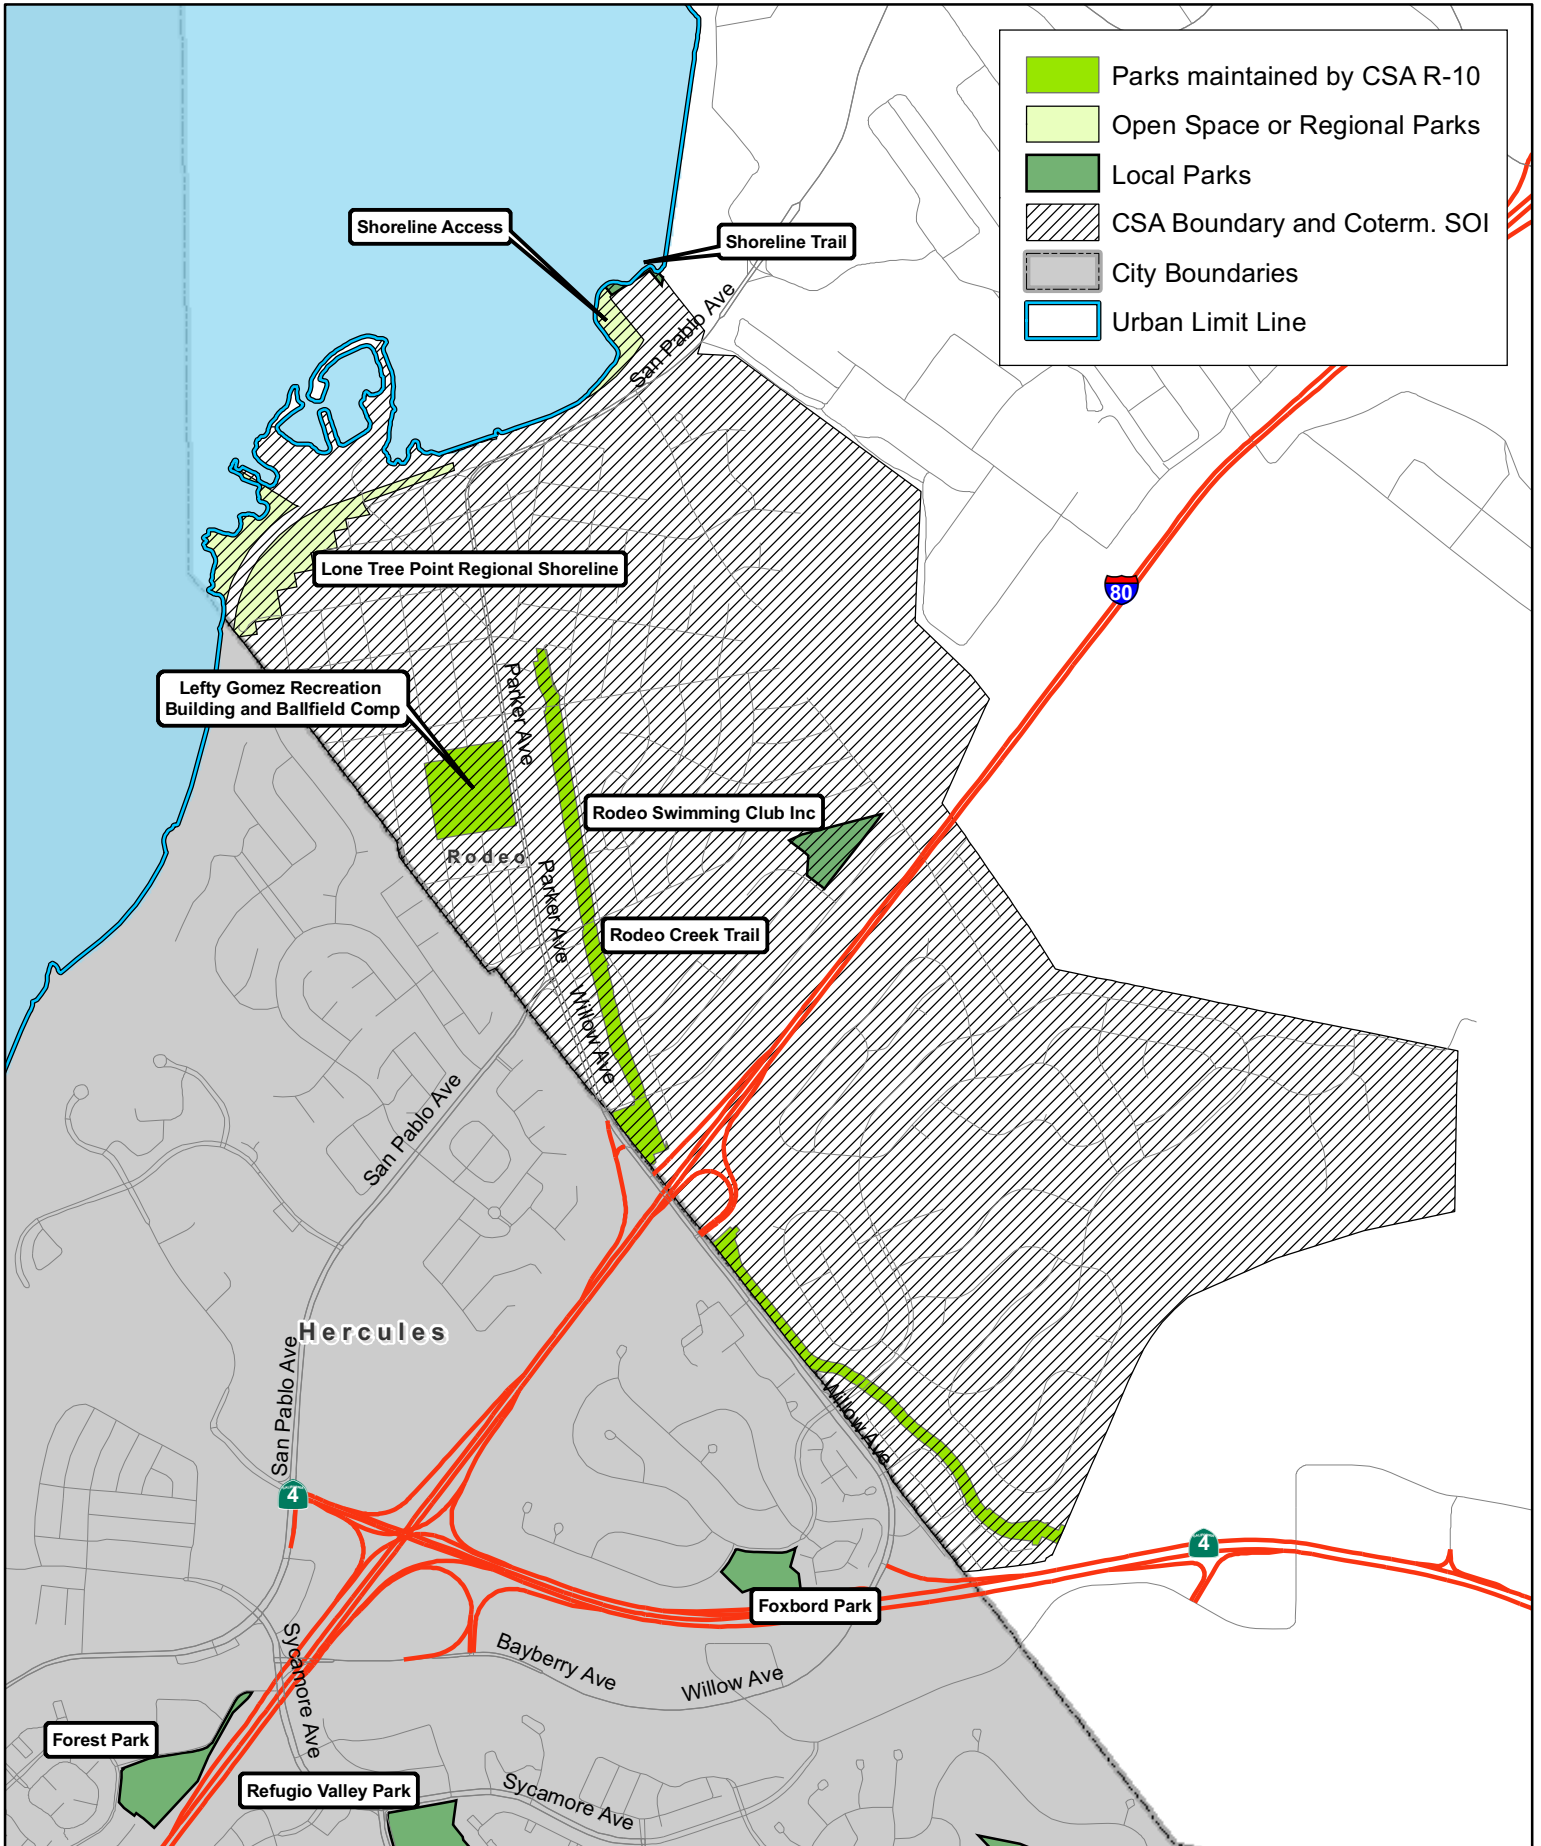 Parks maintained by CSA R-10
Open Space or Regional Parks
Local Parks
CSA Boundary and Coterm. SOI
City Boundaries
Urban Limit Line
Shoreline Access
Shoreline Trail
San Pablo Ave
Lone Tree Point Regional Shoreline
80
Lefty Gomez Recreation
Building and Ballfield Comp
Parker Ave
Rodeo Swimming Club Inc
Rodeo
Parker Ave
Rodeo Creek Trail
Willow Ave
San Pablo Ave
Hercules
San Pablo Ave
Willow Ave
4
4
Foxbord Park
Bayberry Ave
Willow Ave
Sycamore Ave
Forest Park
Refugio Valley Park
Sycamore Ave